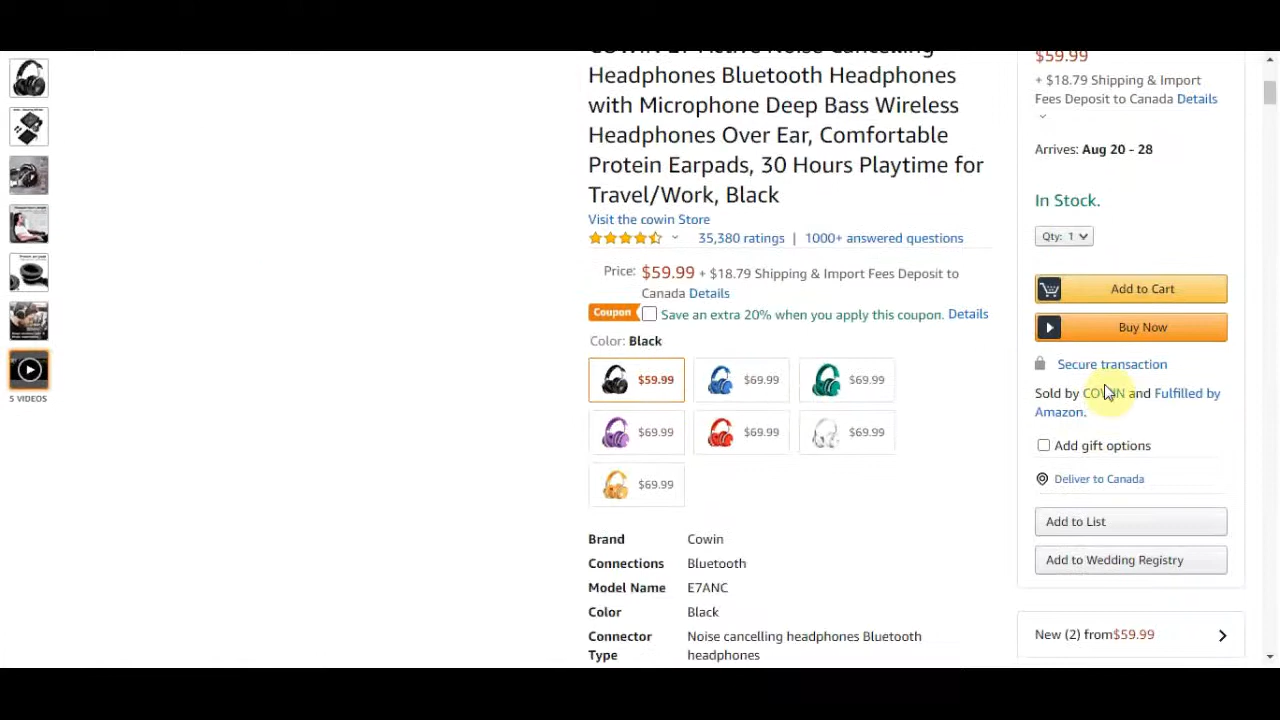 COWIN E7 Active Noise Cancelling
Headphones Bluetooth Headphones
with Microphone Deep Bass Wireless
Headphones Over Ear, Comfortable
Protein Earpads, 30 Hours Playtime for
Travel/Work, Black
Visit the cowin Store
35,380 ratings | 1000+ answered questions
Price: $59.99 + $18.79 Shipping & Import Fees Deposit to
Canada Details
Coupon Save an extra 20% when you apply this coupon. Details
Color: Black
$59.99 $69.99 $69.99
$69.99 $69.99 $69.99
$69.99
Brand Cowin
Connections Bluetooth
Model Name E7ANC
Color Black
Connector Noise cancelling headphones Bluetooth
Type headphones
5 VIDEOS
$59.99
+ $18.79 Shipping & Import
Fees Deposit to Canada Details
Arrives: Aug 20 - 28
In Stock.
Qty: 1
Add to Cart
Buy Now
Secure transaction
Sold by COWIN and Fulfilled by
Amazon.
Add gift options
Deliver to Canada
Add to List
Add to Wedding Registry
New (2) from $59.99